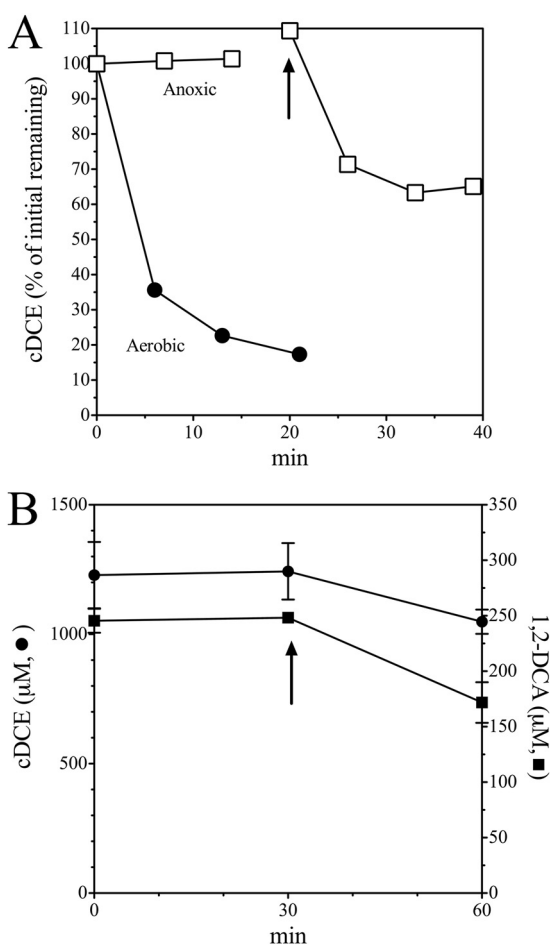 A
110
100
90
80
70
60
50
40
30
20
10
0
cDCE (% of initial remaining)
Anoxic
Aerobic
0 10 20 30 40
min
B
1500
1000
500
0
cDCE (µM, ●)
350
300
250
200
150
100
50
0
1,2-DCA (µM, ■)
0 30 60
min